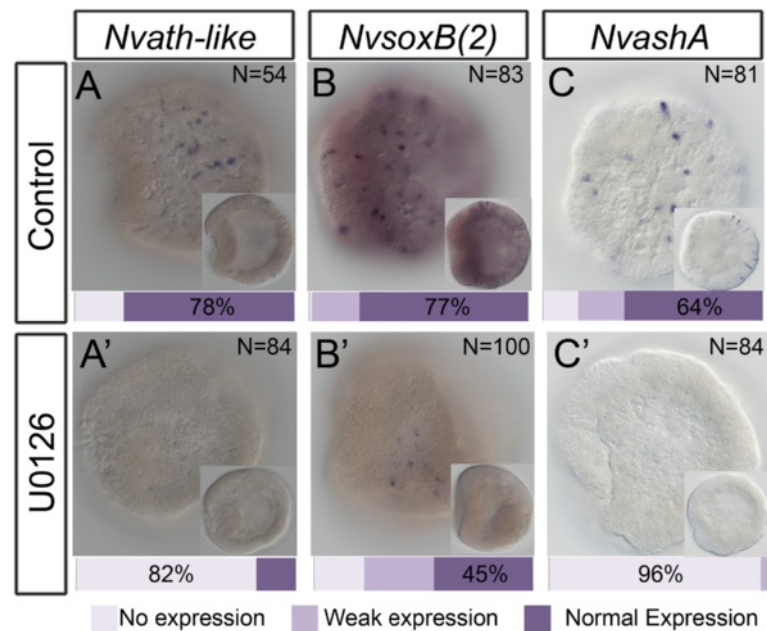 Nvath-like NvsoxB(2) NvashA
Control
A N=54
B N=83
C N=81
78% 77% 64%
U0126
A' N=84
B' N=100
C' N=84
82% 45% 96%
No expression Weak expression Normal Expression